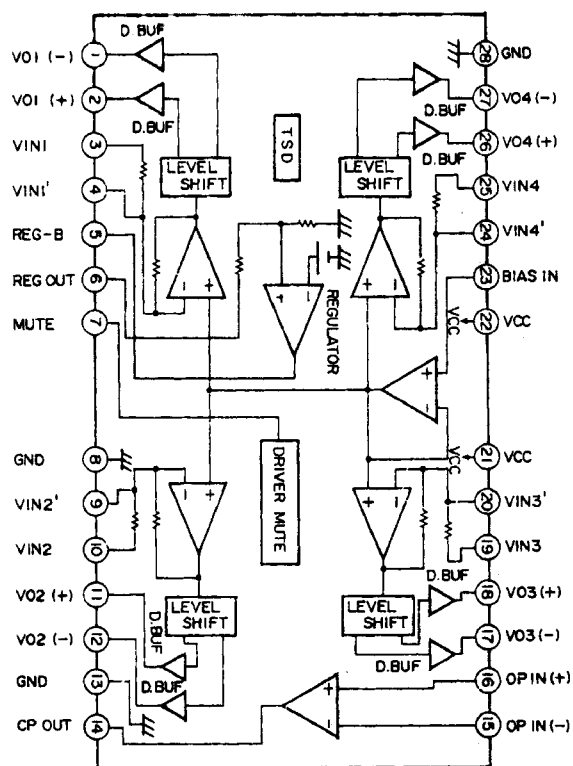 D.BUF
VO1 (-) 1
VO1 (+) 2
D.BUF
VIN1 3
VIN1' 4
REG-B 5
REG OUT 6
MUTE 7
GND 8
VIN2' 9
VIN2 10
VO2 (+) 11
VO2 (-) 12
GND 13
CP OUT 14
28 GND
27 VO4 (-)
D.BUF
26 VO4 (+)
D.BUF
25 VIN4
24 VIN4'
23 BIAS IN
22 VCC
VCC
21 VCC
VCC
20 VIN3'
19 VIN3
D.BUF
18 VO3 (+)
17 VO3 (-)
D.BUF
16 OP IN (+)
15 OP IN (-)
TSD
LEVEL
SHIFT
LEVEL
SHIFT
- +
+ -
+ -
REGULATOR
+
-
DRIVER MUTE
- +
+ -
LEVEL
SHIFT
LEVEL
SHIFT
D.BUF
D.BUF
+
-